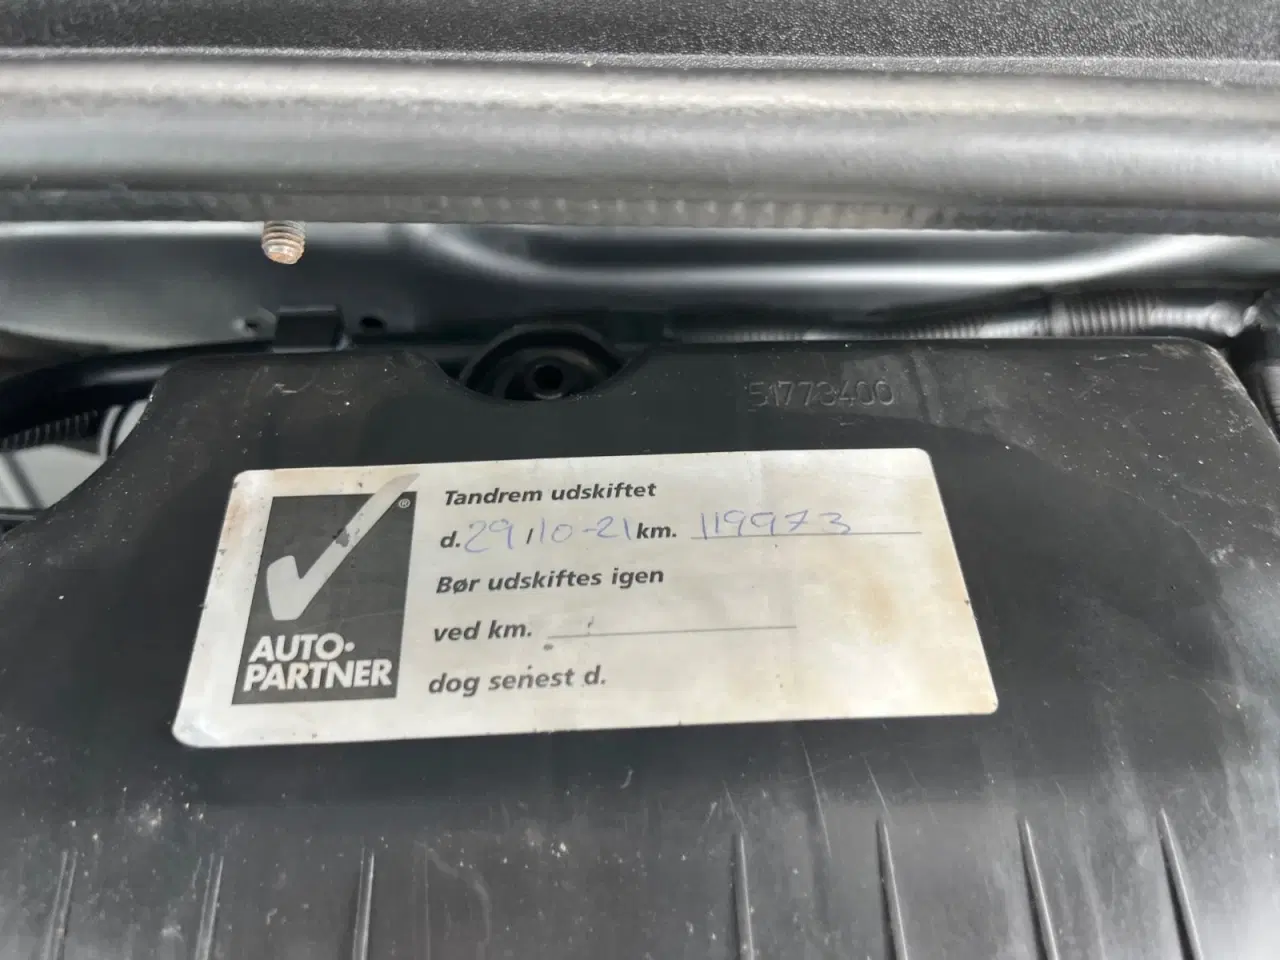 51773400
Tandrem udskiftet
d. 29/10-21 km. 119973
Bør udskiftes igen
ved km.
dog senest d.
®
AUTO-
PARTNER